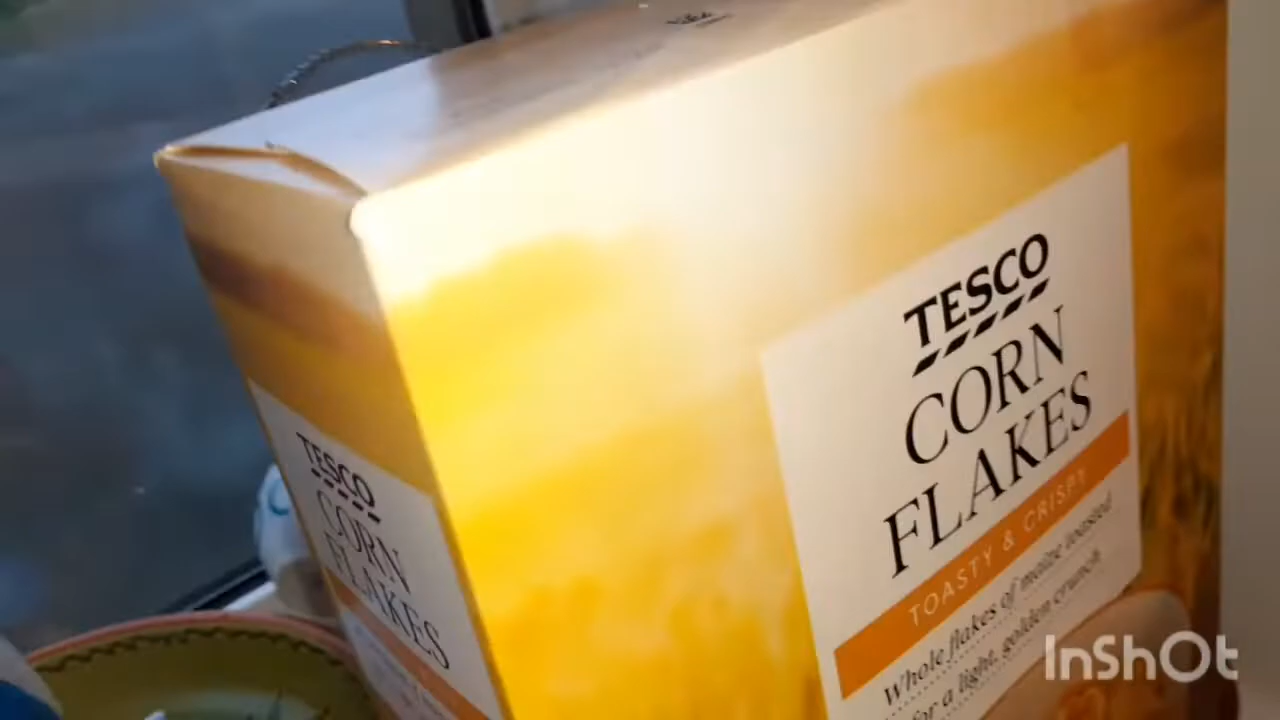 TESCO
CORN
FLAKES
TOASTY & CRISPY
Whole flakes of maize toasted
for a light, golden crunch.
TESCO
CORN
FLAKES
InShOt